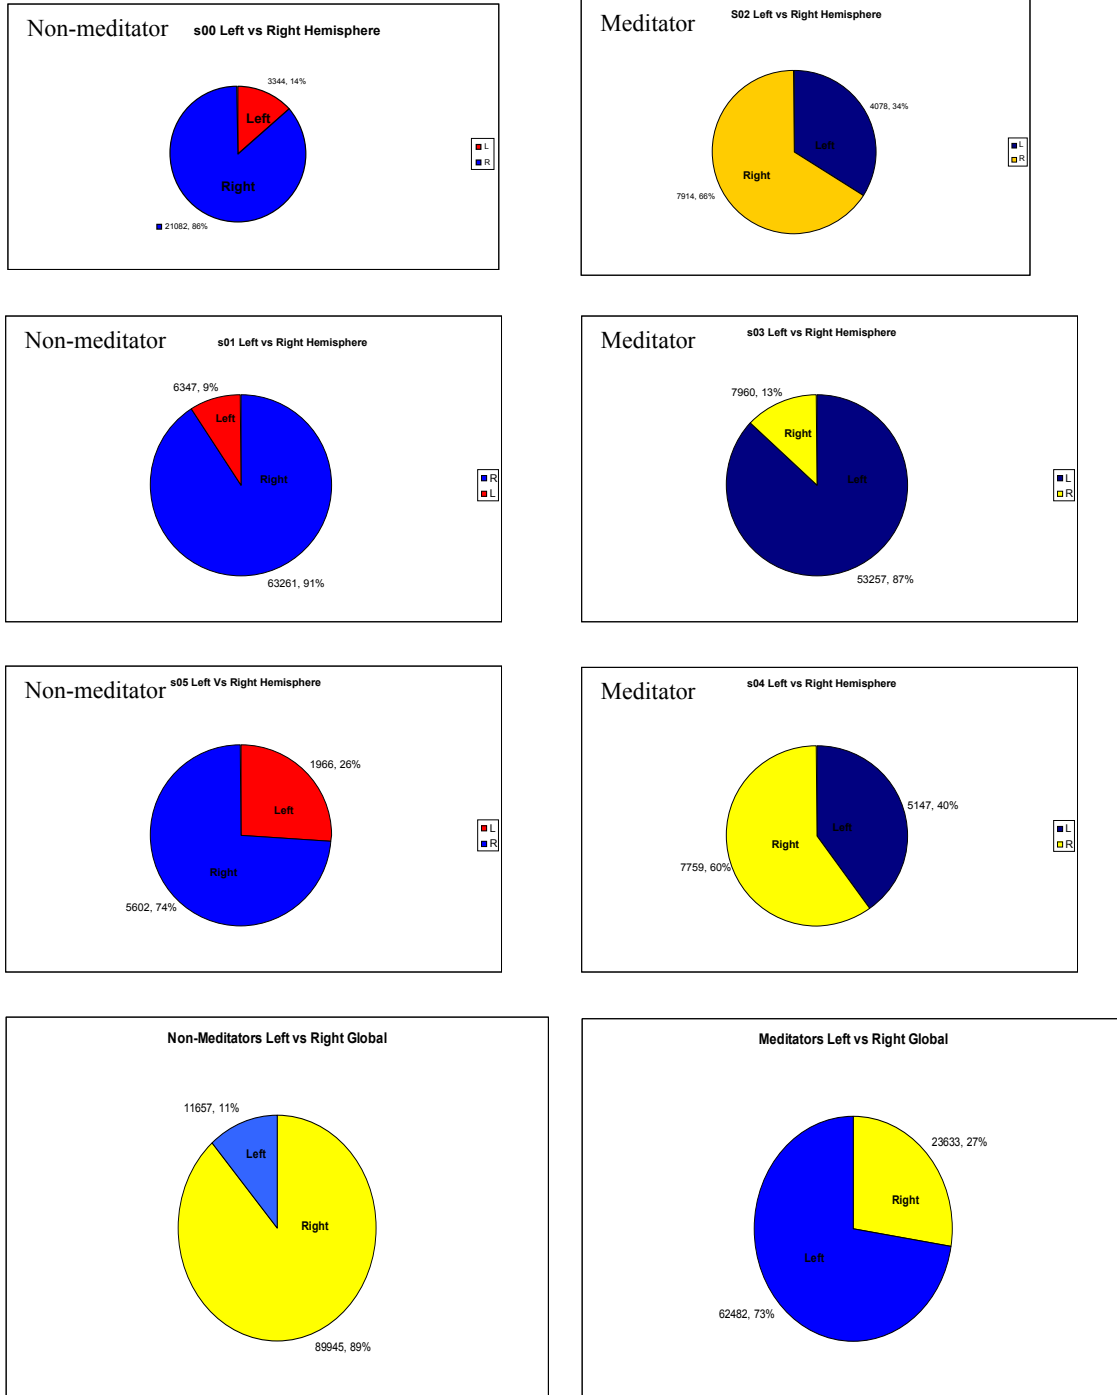 Non-meditator
s00 Left vs Right Hemisphere
3344, 14%
Left
Right
21082, 86%
L
R
Meditator
S02 Left vs Right Hemisphere
4078, 34%
Left
Right
7914, 66%
L
R
Non-meditator
s01 Left vs Right Hemisphere
6347, 9%
Left
Right
63261, 91%
R
L
Meditator
s03 Left vs Right Hemisphere
7960, 13%
Right
Left
53257, 87%
L
R
Non-meditator
s05 Left Vs Right Hemisphere
1966, 26%
Left
Right
5602, 74%
L
R
Meditator
s04 Left vs Right Hemisphere
5147, 40%
Left
Right
7759, 60%
L
R
Non-Meditators Left vs Right Global
11657, 11%
Left
Right
89945, 89%
Meditators Left vs Right Global
23633, 27%
Right
Left
62482, 73%